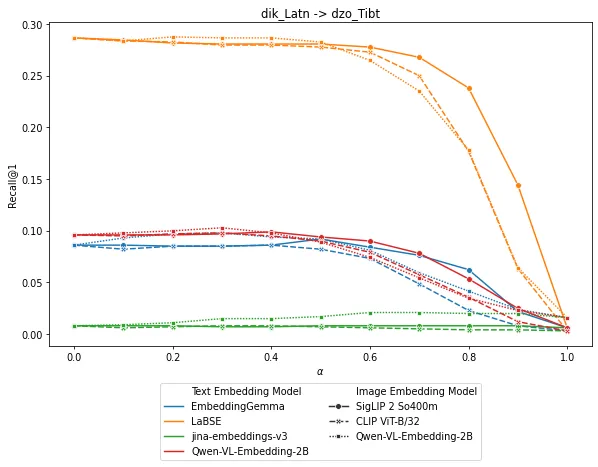 dik_Latn -> dzo_Tibt
0.30
0.25
0.20
0.15
0.10
0.05
0.00
Recall@1
0.0 0.2 0.4 0.6 0.8 1.0
α
Text Embedding Model
EmbeddingGemma
LaBSE
jina-embeddings-v3
Qwen-VL-Embedding-2B
Image Embedding Model
SigLIP 2 So400m
CLIP ViT-B/32
Qwen-VL-Embedding-2B